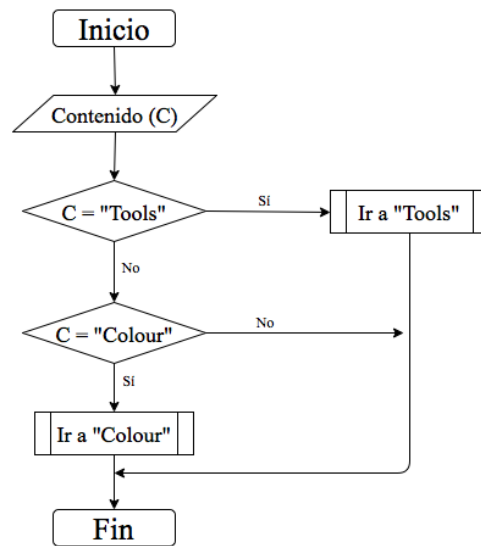 Inicio
Contenido (C)
C = "Tools"
Sí
Ir a "Tools"
No
C = "Colour"
No
Sí
Ir a "Colour"
Fin